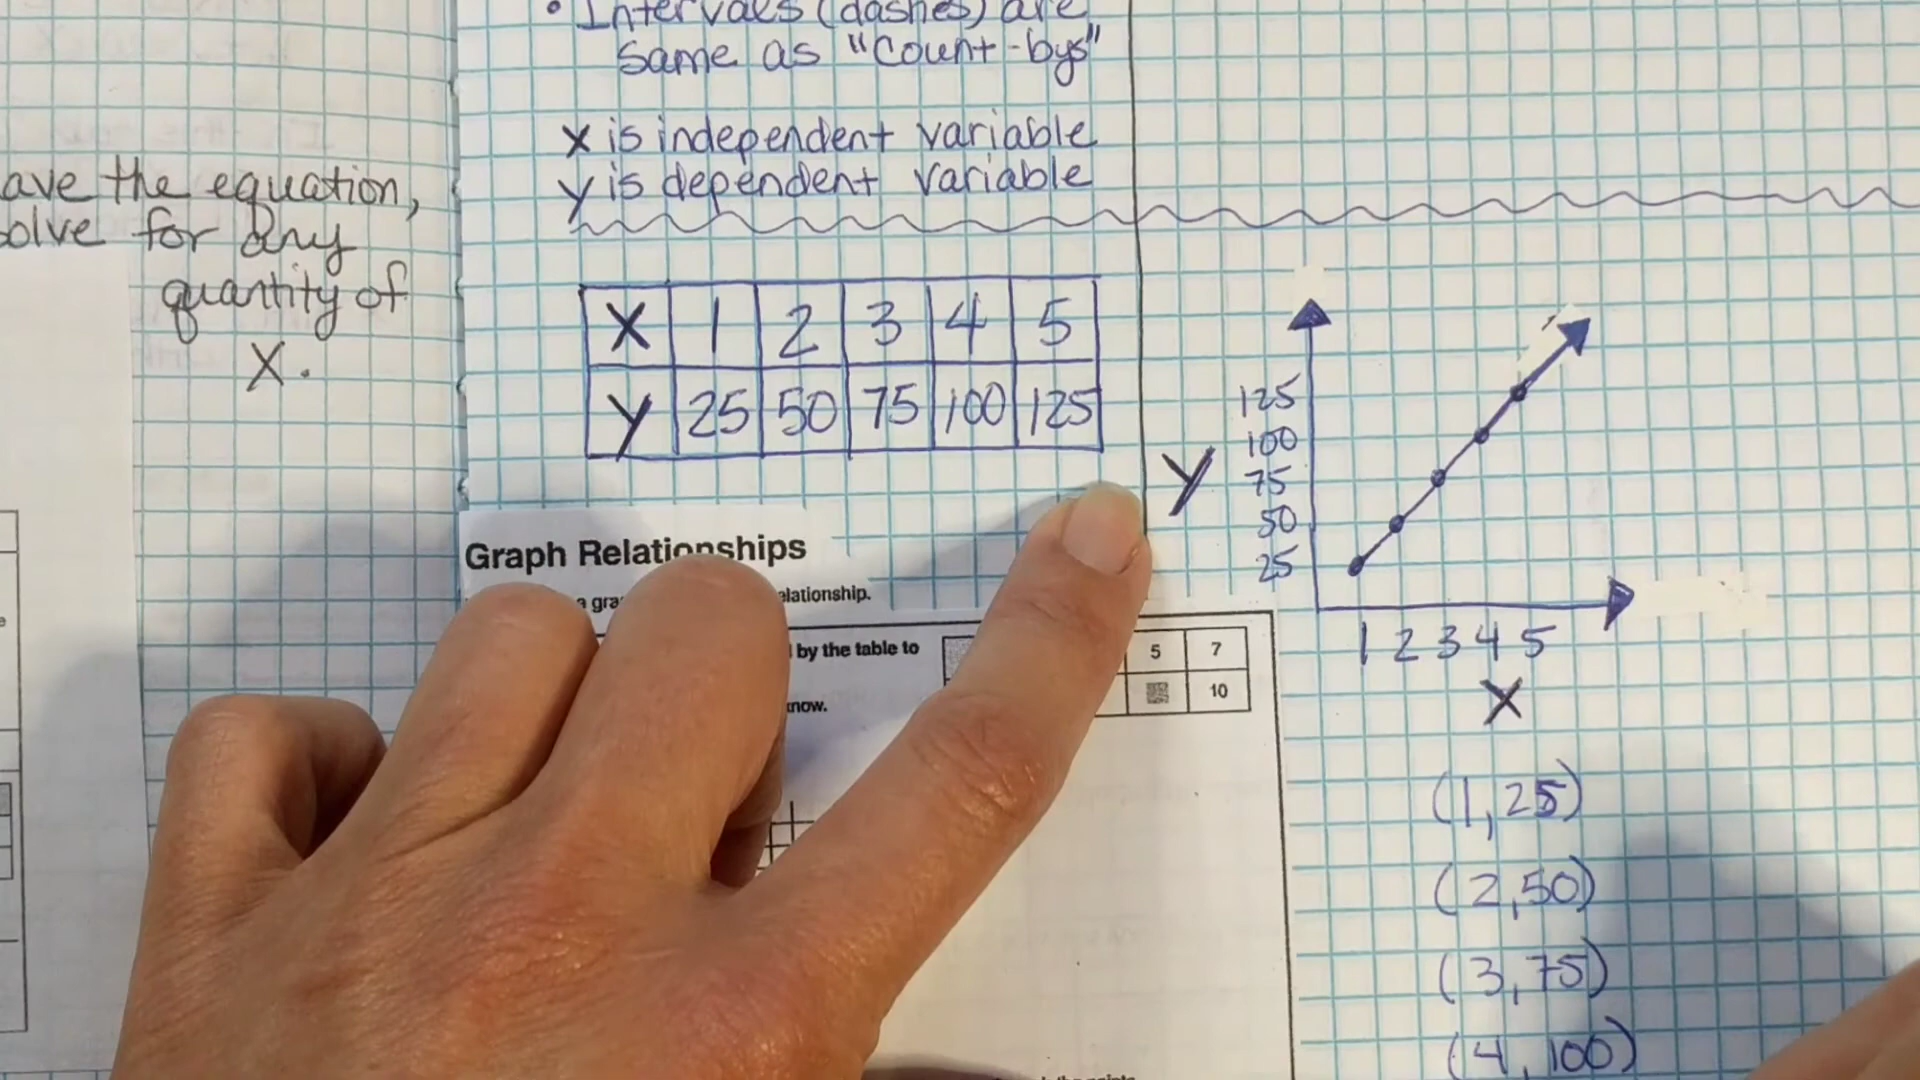 • Intervals (dashes) are
same as "count-bys"
X is independent variable
y is dependent variable
ave the equation,
olve for any
quantity of
X.
X 1 2 3 4 5
y 25 50 75 100 125
Graph Relationships
a gra elationship.
by the table to
know.
5 7
10
y
125
100
75
50
25
1 2 3 4 5
X
(1,25)
(2,50)
(3,75)
(4,100)